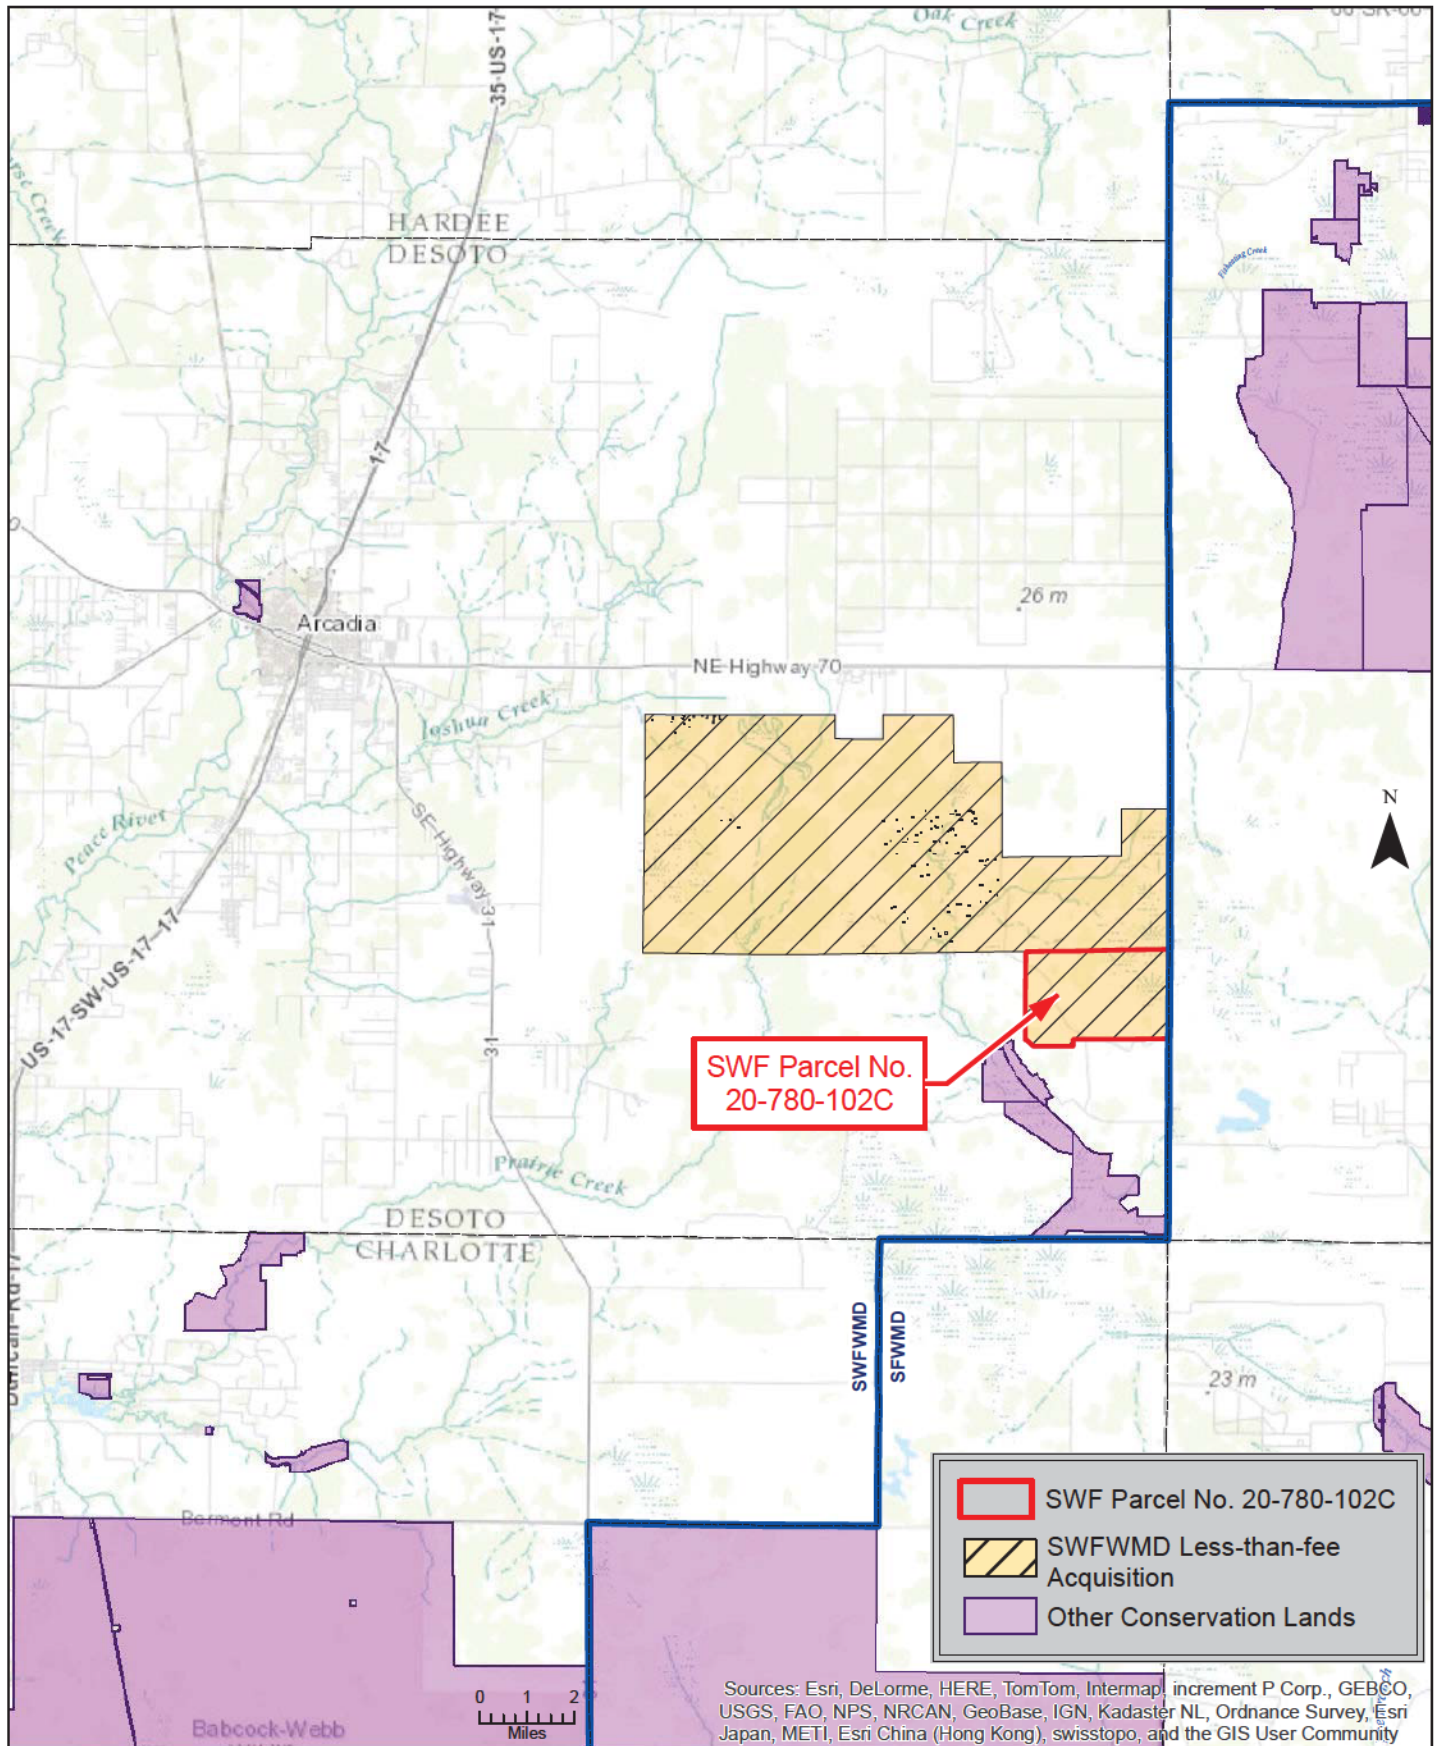 Oak Creek
35-US-17
HARDEE
DESOTO
Fisheating Creek
17
26 m
Arcadia
NE Highway 70
Joshua Creek
SE Highway 31
Peace River
N
US-17-SW-US-17-17
31
SWF Parcel No.
20-780-102C
Prairie Creek
DESOTO
CHARLOTTE
SWFWMD
SFWMD
23 m
Bermont Rd
SWF Parcel No. 20-780-102C
SWFWMD Less-than-fee
Acquisition
Other Conservation Lands
0 1 2
Miles
Babcock-Webb
Sources: Esri, DeLorme, HERE, TomTom, Intermap, increment P Corp., GEBCO,
USGS, FAO, NPS, NRCAN, GeoBase, IGN, Kadaster NL, Ordnance Survey, Esri
Japan, METI, Esri China (Hong Kong), swisstopo, and the GIS User Community